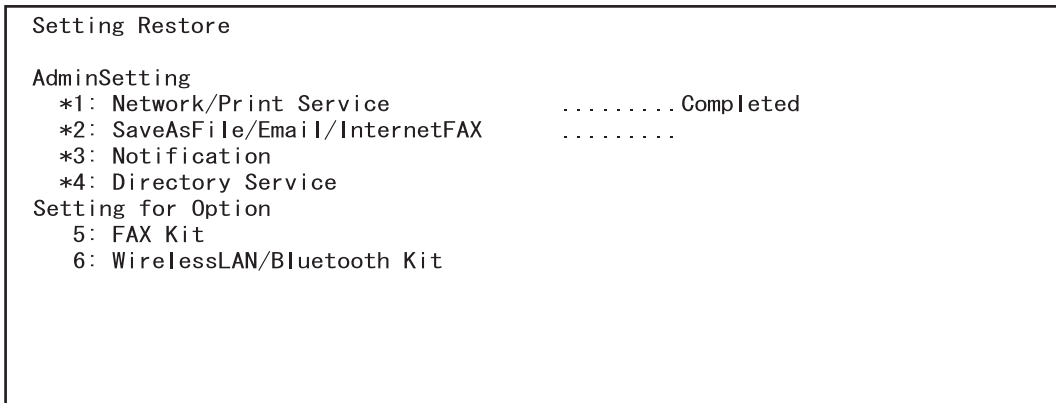 Setting Restore
AdminSetting
*1: Network/Print Service .........Completed
*2: SaveAsFile/Email/InternetFAX .........
*3: Notification
*4: Directory Service
Setting for Option
5: FAX Kit
6: WirelessLAN/Bluetooth Kit